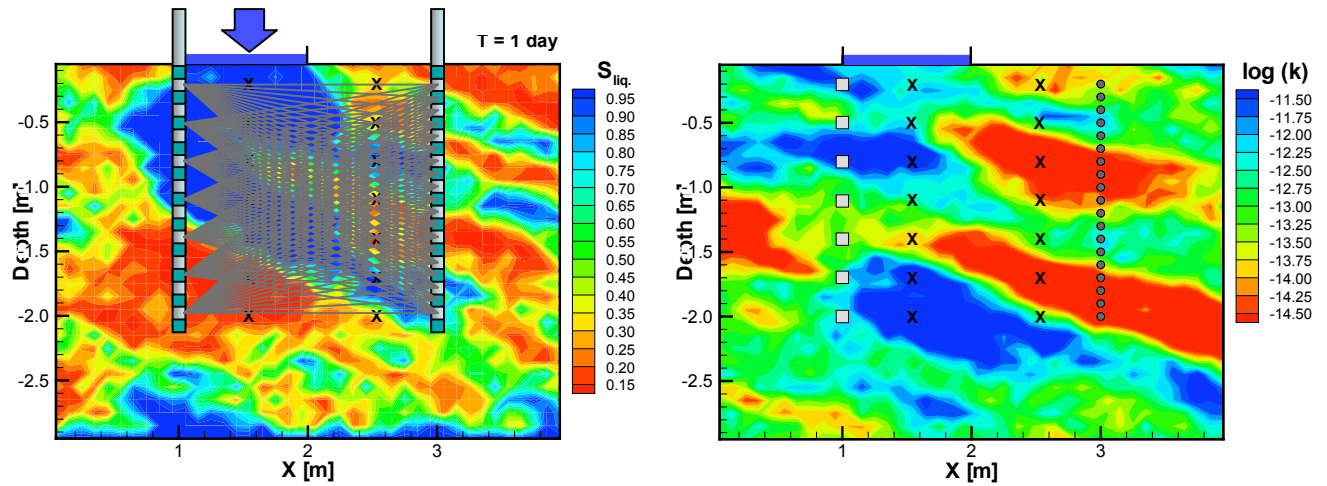 T = 1 day
S liq.
0.95
0.90
0.85
0.80
0.75
0.70
0.65
0.60
0.55
0.50
0.45
0.40
0.35
0.30
0.25
0.20
0.15
-0.5
-1.0
-1.5
-2.0
-2.5
Depth [m]
1
2
3
X [m]
X X
X
X
X
X
X X
X X
log (k)
-11.50
-11.75
-12.00
-12.25
-12.50
-12.75
-13.00
-13.25
-13.50
-13.75
-14.00
-14.25
-14.50
-0.5
-1.0
-1.5
-2.0
-2.5
Depth [m]
1
2
3
X [m]
X X
X X
X X
X X
X X
X X
X X